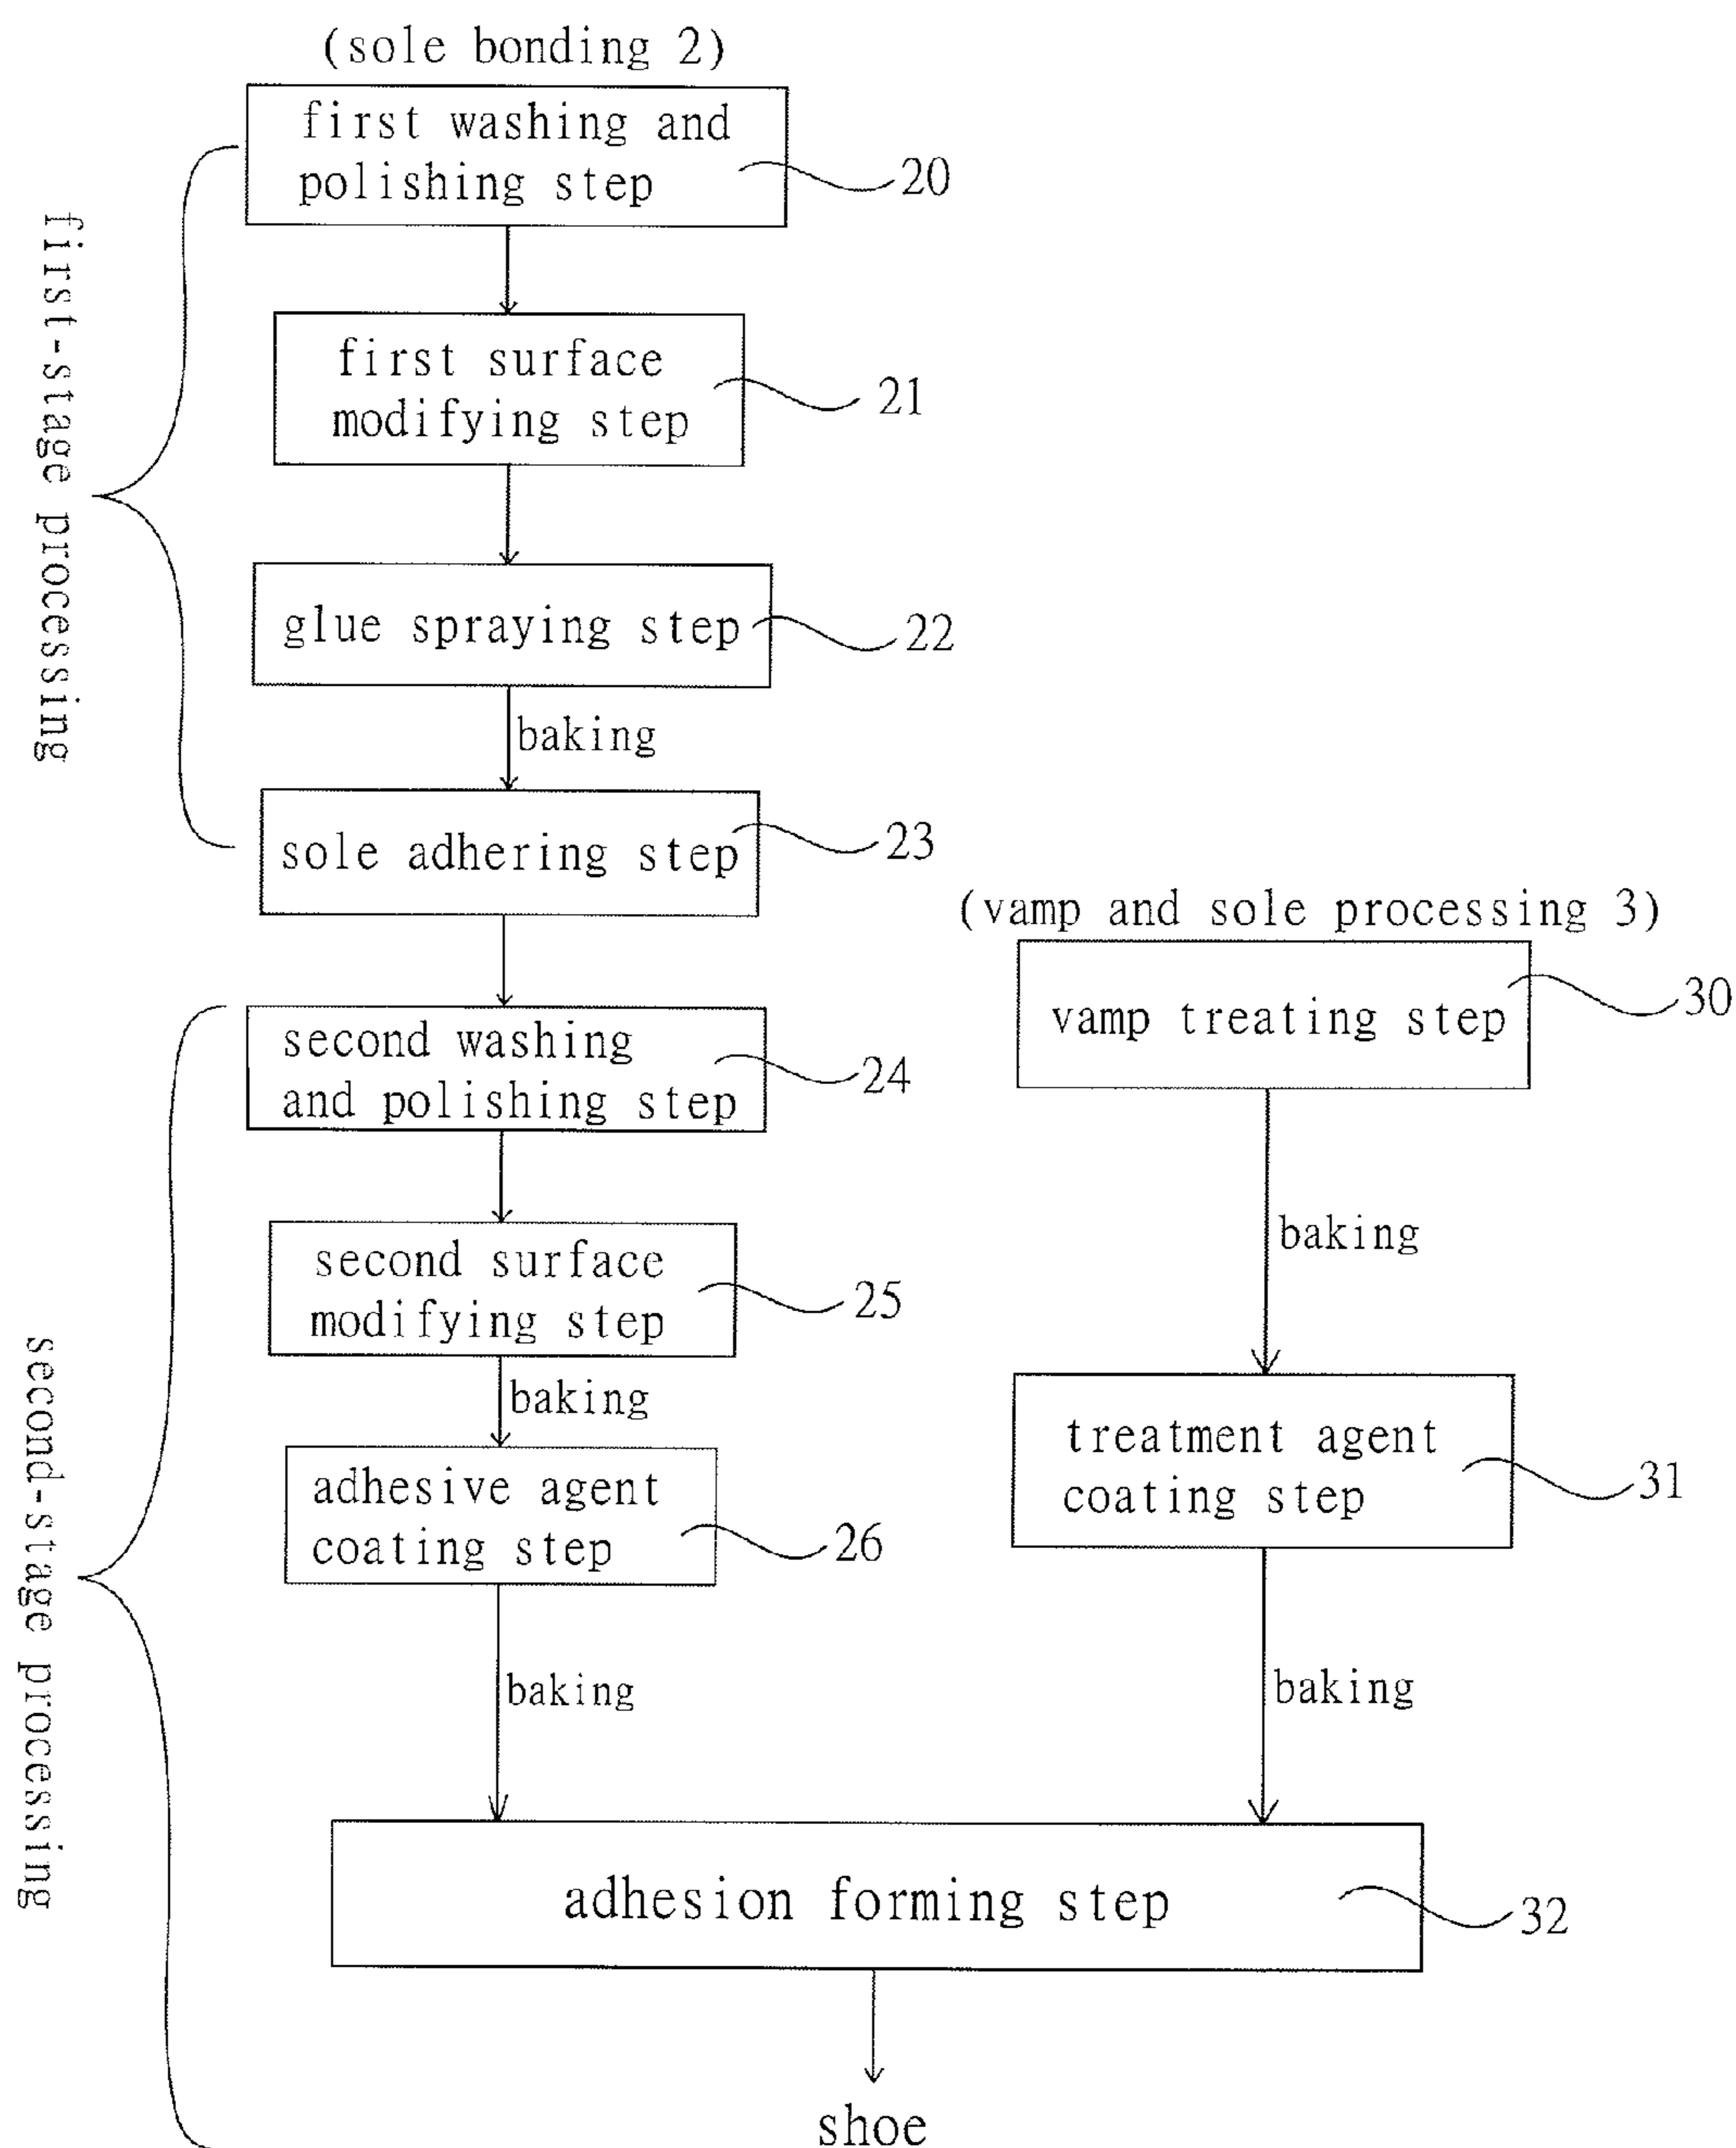 (sole bonding 2)
first washing and
polishing step
20
first surface
modifying step
21
glue spraying step
22
baking
sole adhering step
23
first-stage processing
second washing
and polishing step
24
second surface
modifying step
25
baking
adhesive agent
coating step
26
baking
second-stage processing
(vamp and sole processing 3)
vamp treating step
30
baking
treatment agent
coating step
31
baking
adhesion forming step
32
shoe